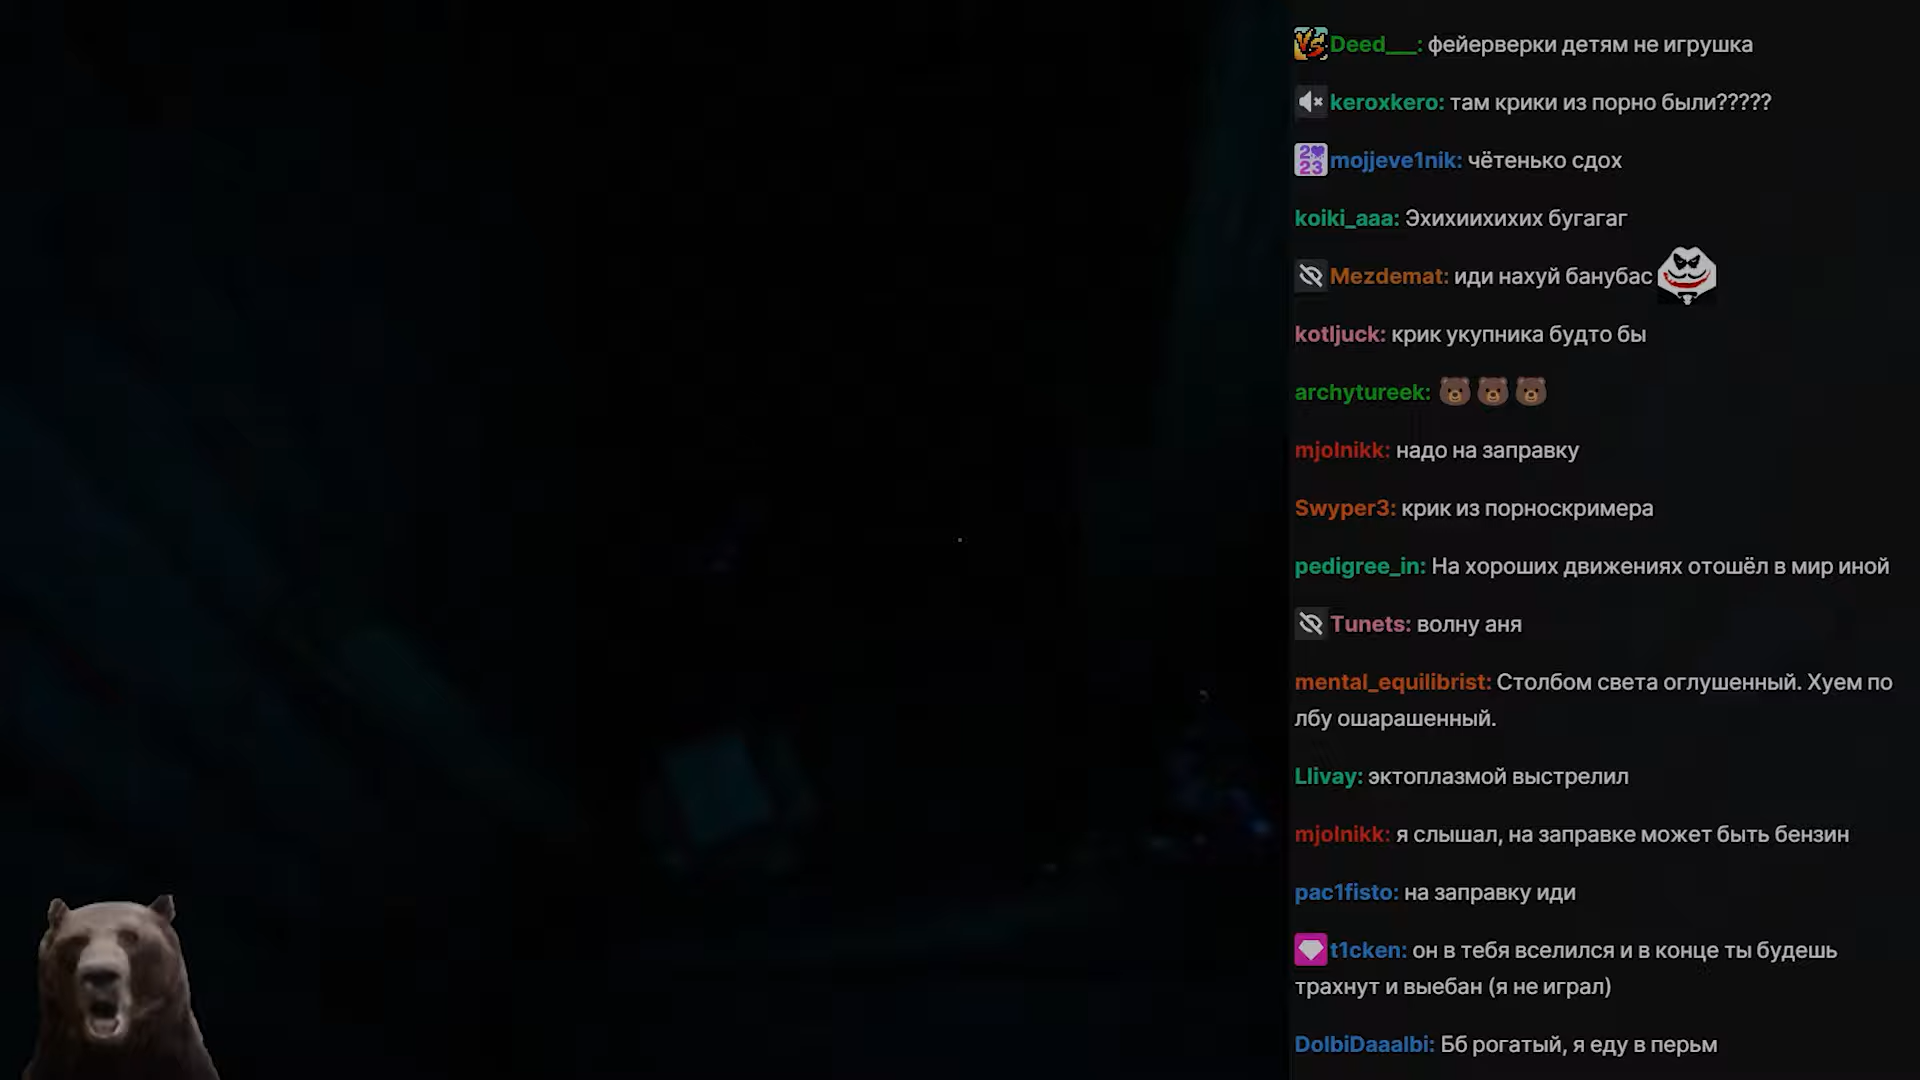 Deed___: фейерверки детям не игрушка
keroxkero: там крики из порно были?????
2 23 mojjeve1nik: чётенько сдох
koiki_aaa: Эхихиихихих бугагаг
Mezdemat: иди нахуй банубас
kotljuck: крик укупника будто бы
archytureek: 🐻 🐻 🐻
mjolnikk: надо на заправку
Swyper3: крик из порноскримера
pedigree_in: На хороших движениях отошёл в мир иной
Tunets: волну аня
mental_equilibrist: Столбом света оглушенный. Хуем по
лбу ошарашенный.
Llivay: эктоплазмой выстрелил
mjolnikk: я слышал, на заправке может быть бензин
pac1fisto: на заправку иди
t1cken: он в тебя вселился и в конце ты будешь
трахнут и выебан (я не играл)
DolbiDaaalbi: Бб рогатый, я еду в перьм